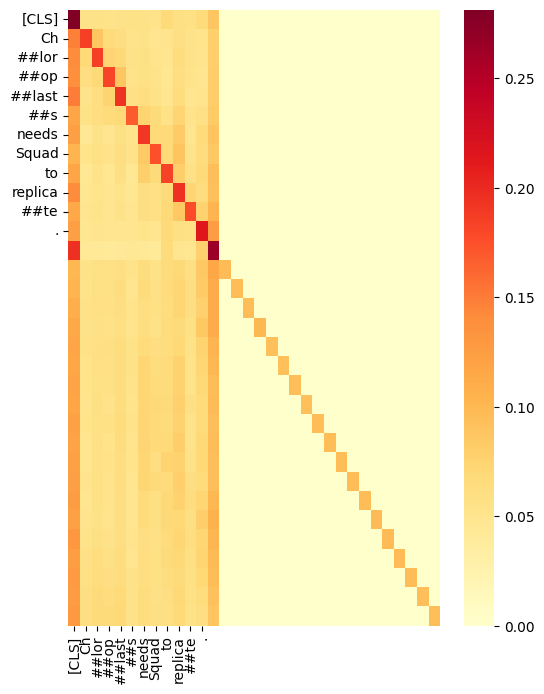 [CLS]
Ch
##lor
##op
##last
##s
needs
Squad
to
replica
##te
.
[CLS]
Ch
##lor
##op
##last
##s
needs
Squad
to
replica
##te
.
0.25
0.20
0.15
0.10
0.05
0.00